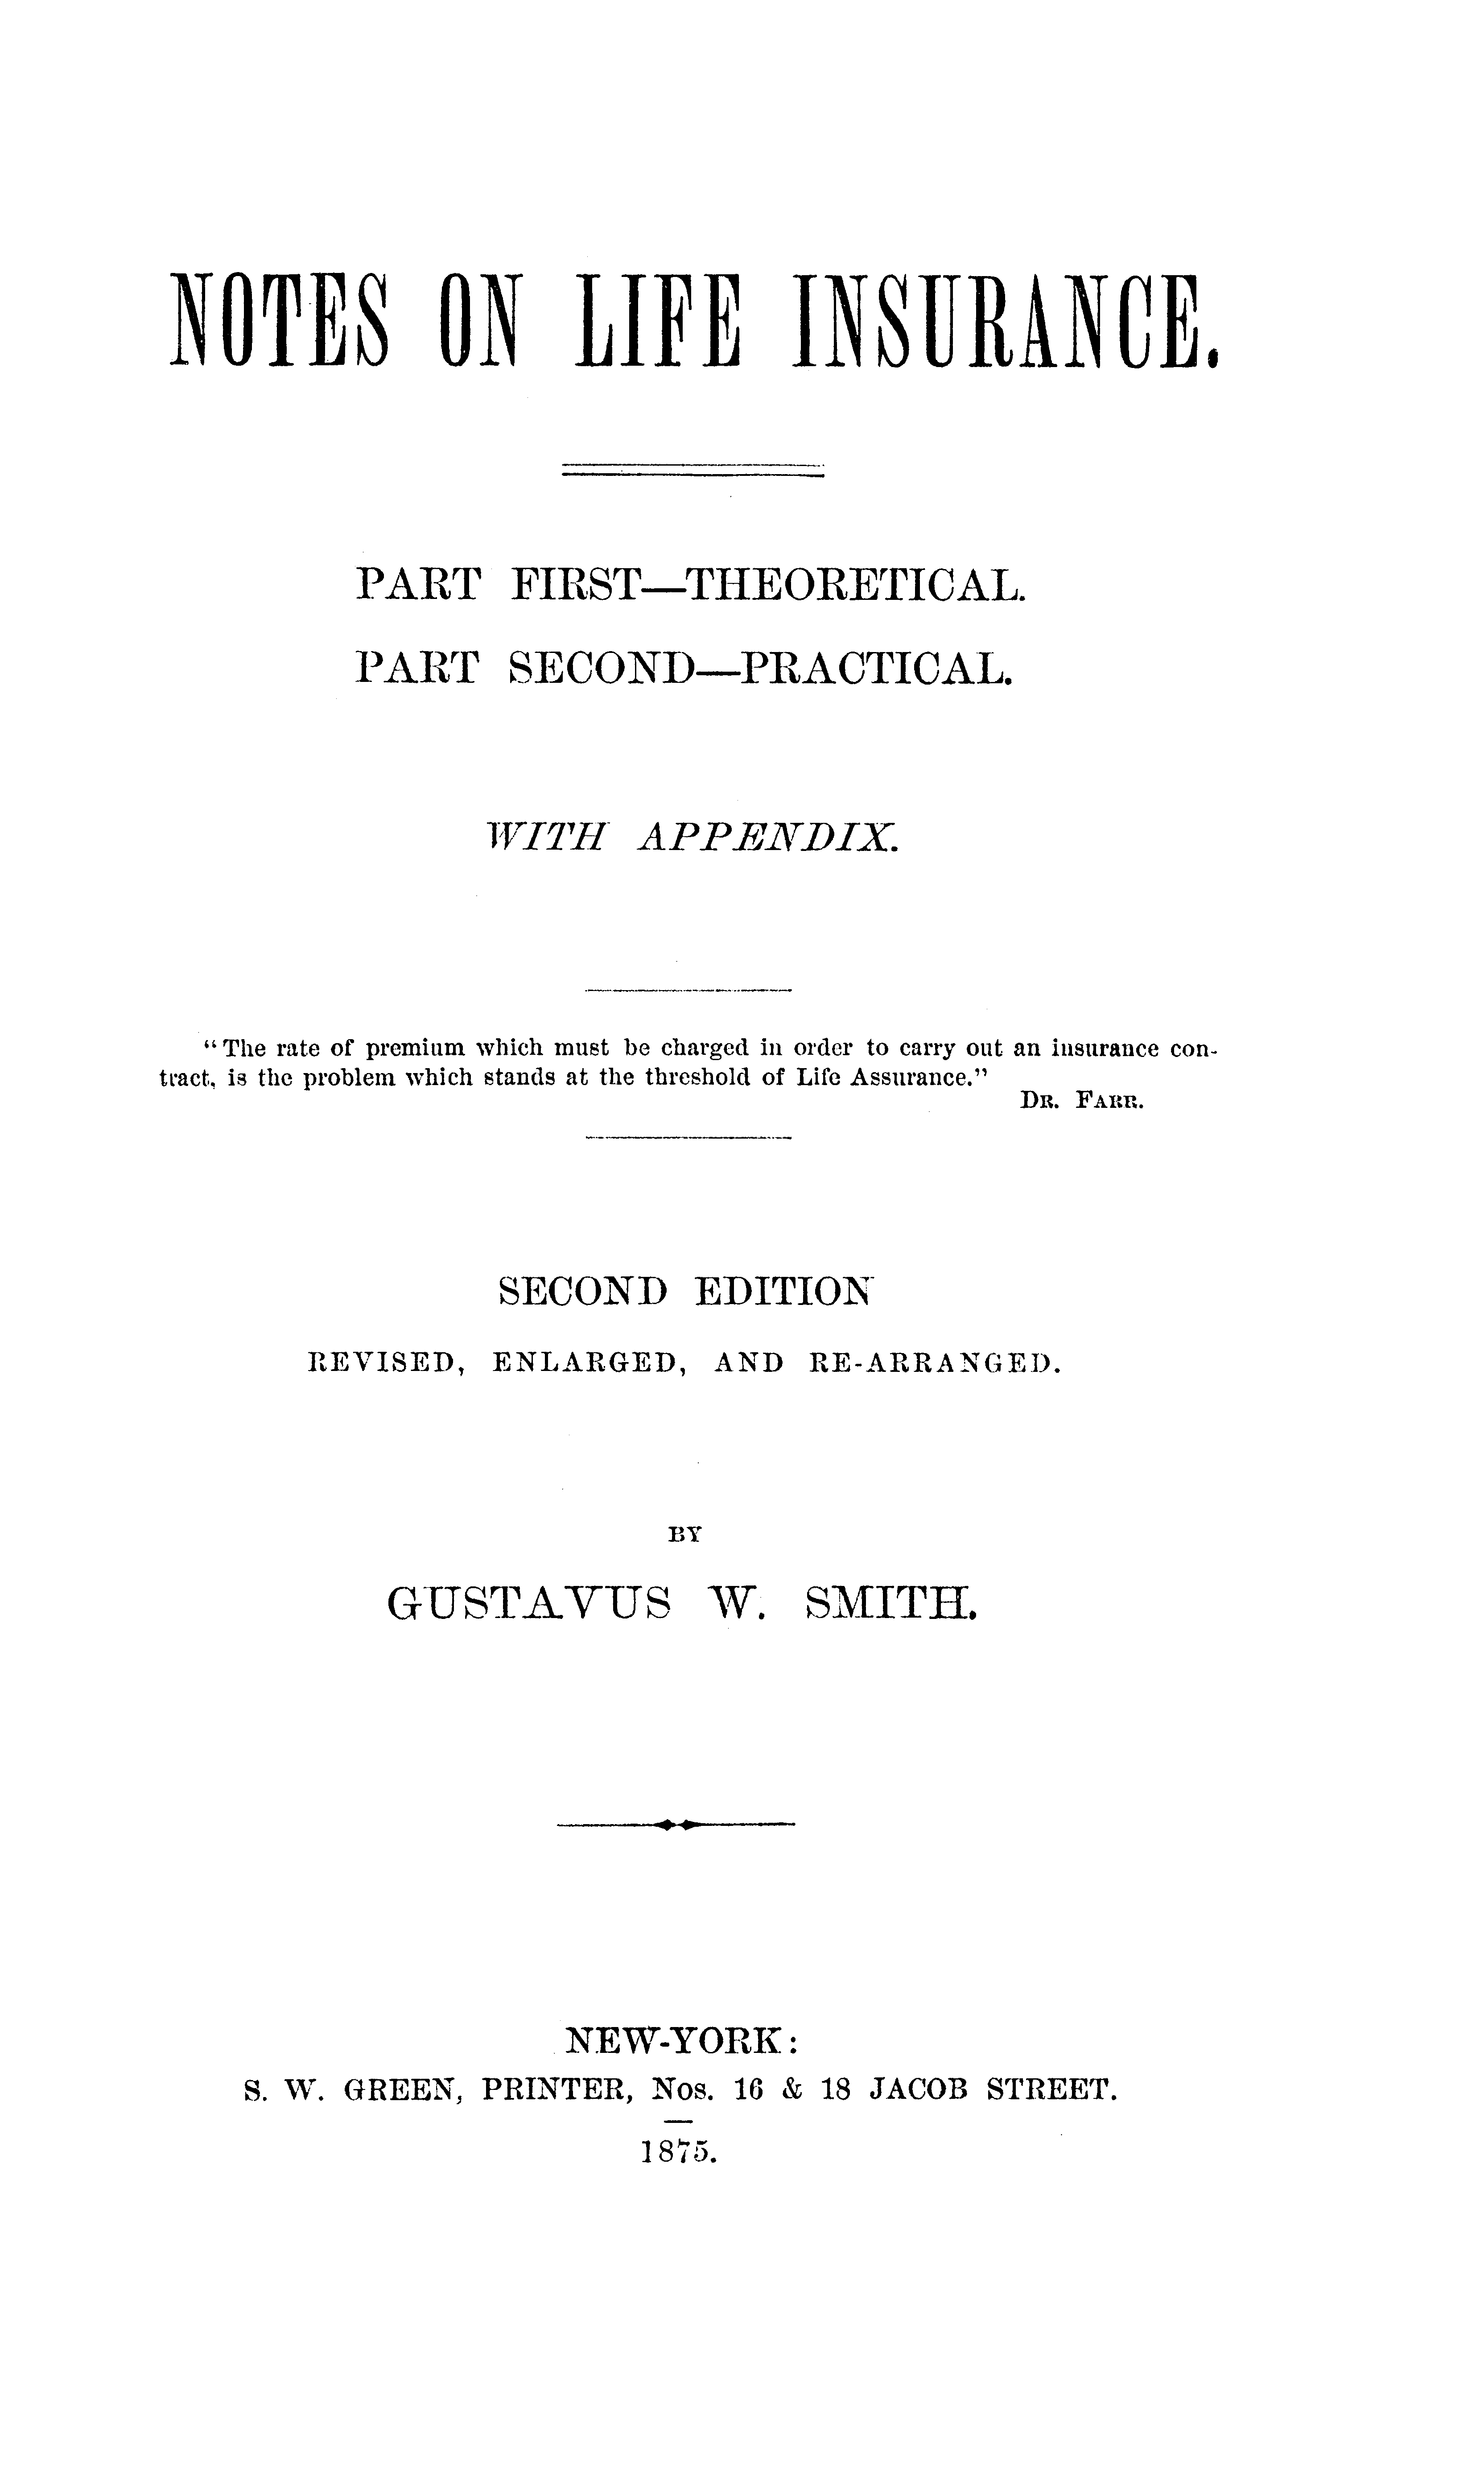 NOTES ON LIFE INSURANCE.
PART FIRST—THEORETICAL.
PART SECOND—PRACTICAL.
WITH APPENDIX.
“The rate of premium which must be charged in order to carry out an insurance con-
tract, is the problem which stands at the threshold of Life Assurance.”
DR. FARR.
SECOND EDITION
REVISED, ENLARGED, AND RE-ARRANGED.
BY
GUSTAVUS W. SMITH.
NEW-YORK:
S. W. GREEN, PRINTER, Nos. 16 & 18 JACOB STREET.
1875.